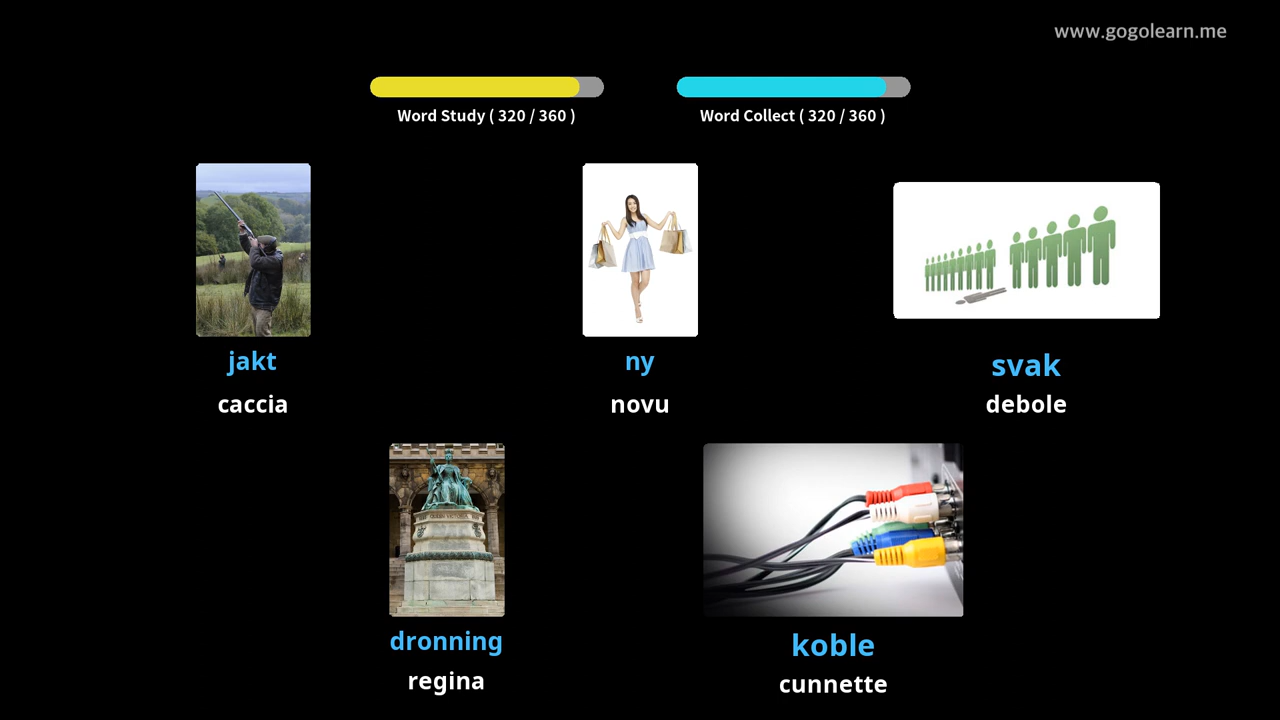 www.gogolearn.me
Word Study ( 320 / 360 )
Word Collect ( 320 / 360 )
jakt
caccia
ny
novu
svak
debole
dronning
regina
koble
cunnette